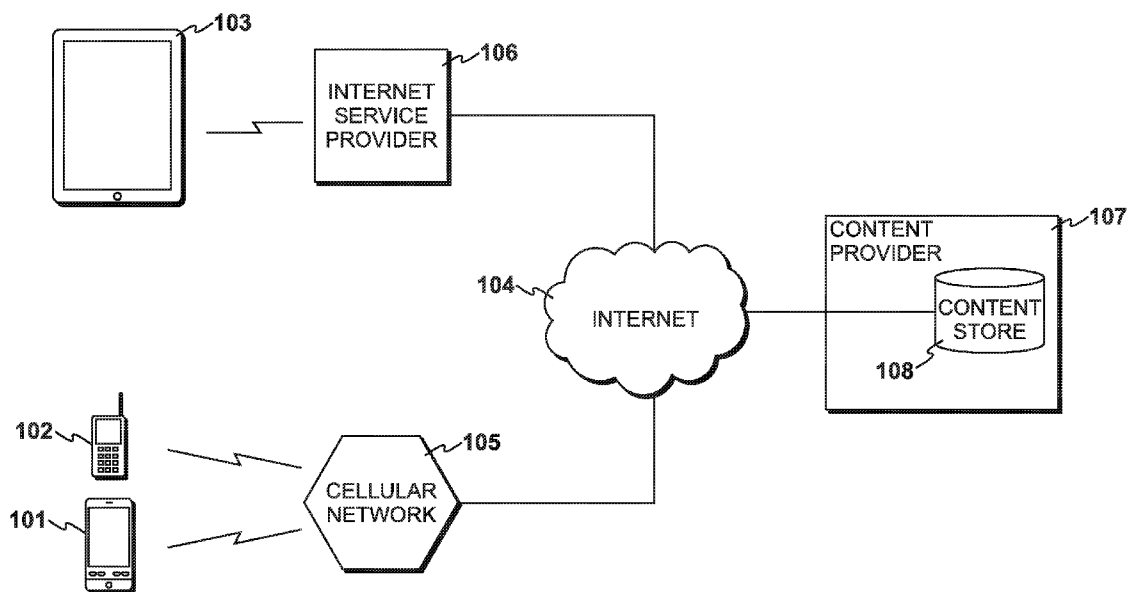 103
106
INTERNET
SERVICE
PROVIDER
107
CONTENT
PROVIDER
104
INTERNET
CONTENT
STORE
108
102
105
CELLULAR
NETWORK
101